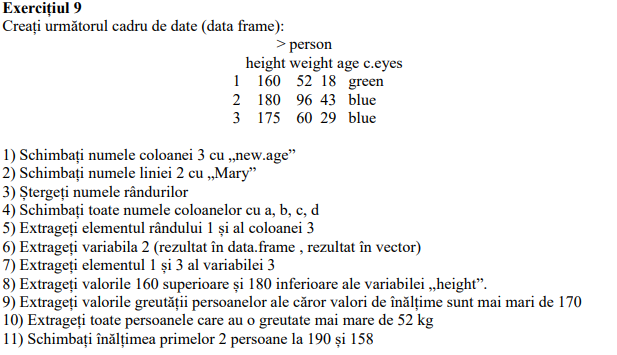 Exercițiul 9
Creați următorul cadru de date (data frame):
> person
height weight age c.eyes
1 160 52 18 green
2 180 96 43 blue
3 175 60 29 blue
1) Schimbați numele coloanei 3 cu „new.age”
2) Schimbați numele liniei 2 cu „Mary”
3) Ștergeți numele rândurilor
4) Schimbați toate numele coloanelor cu a, b, c, d
5) Extrageți elementul rândului 1 și al coloanei 3
6) Extrageți variabila 2 (rezultat în data.frame , rezultat în vector)
7) Extrageți elementul 1 și 3 al variabilei 3
8) Extrageți valorile 160 superioare și 180 inferioare ale variabilei „height”.
9) Extrageți valorile greutății persoanelor ale căror valori de înălțime sunt mai mari de 170
10) Extrageți toate persoanele care au o greutate mai mare de 52 kg
11) Schimbați înălțimea primelor 2 persoane la 190 și 158